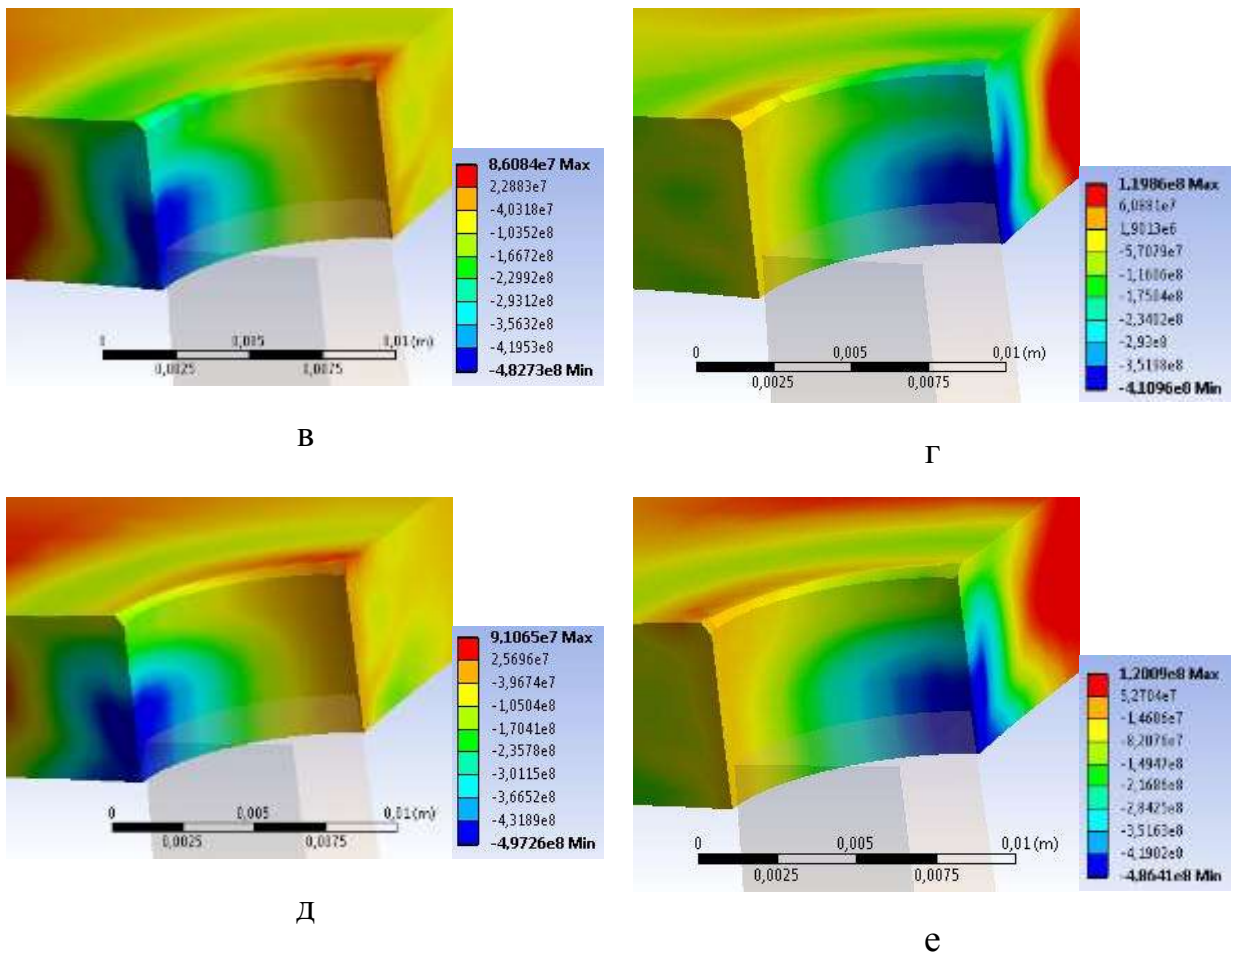 8,6084e7 Max
2,2883e7
-4,0318e7
-1,0352e8
-1,6672e8
-2,2992e8
-2,9312e8
-3,5632e8
-4,1953e8
-4,8273e8 Min
0,005
0,01 (m)
0,0025
0,0075
в
1,1986e8 Max
6,0881e7
1,9013e6
-5,7079e7
-1,1606e8
-1,7504e8
-2,3402e8
-2,93e8
-3,5198e8
-4,1096e8 Min
0
0,005
0,01 (m)
0,0025
0,0075
г
9,1065e7 Max
2,5696e7
-3,9674e7
-1,0504e8
-1,7041e8
-2,3578e8
-3,0115e8
-3,6652e8
-4,3189e8
-4,9726e8 Min
0
0,005
0,01 (m)
0,0025
0,0075
д
1,2009e8 Max
5,2704e7
-1,4686e7
-8,2076e7
-1,4947e8
-2,1686e8
-2,8425e8
-3,5163e8
-4,1902e8
-4,8641e8 Min
0
0,005
0,01 (m)
0,0025
0,0075
е